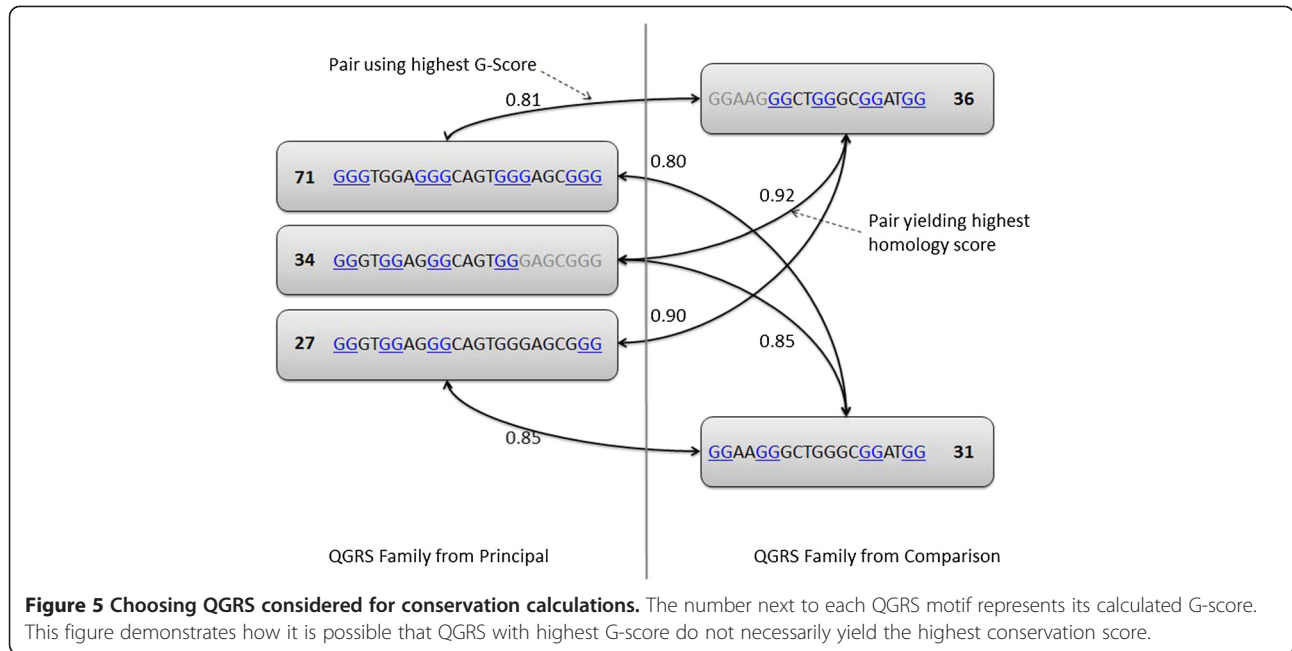 Pair using highest G-Score
0.81
GGAAGGGCTGGGCGGATGG 36
71 GGGTGGAGGGCAGTGGGAGCGGG
0.80
0.92
Pair yielding highest
homology score
34 GGGTGGAGGGCAGTGGGAGCGGG
27 GGGTGGAGGGCAGTGGGAGCGGG
0.90
0.85
0.85
GGAAGGGCTGGGCGGATGG 31
QGRS Family from Principal
QGRS Family from Comparison
Figure 5 Choosing QGRS considered for conservation calculations. The number next to each QGRS motif represents its calculated G-score.
This figure demonstrates how it is possible that QGRS with highest G-score do not necessarily yield the highest conservation score.